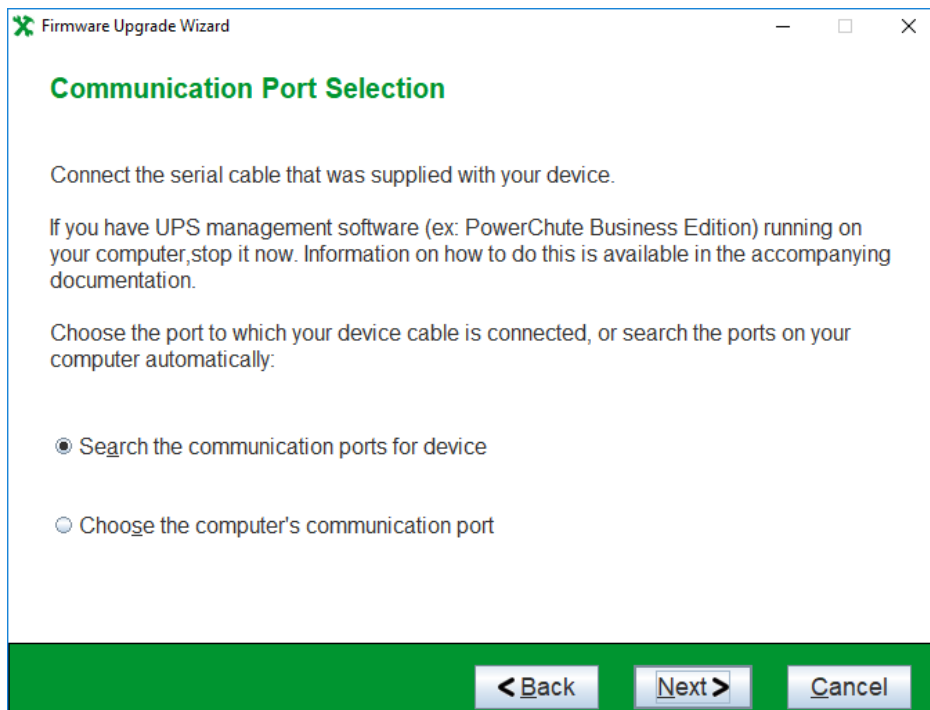 Firmware Upgrade Wizard
Communication Port Selection
Connect the serial cable that was supplied with your device.
If you have UPS management software (ex: PowerChute Business Edition) running on
your computer,stop it now. Information on how to do this is available in the accompanying
documentation.
Choose the port to which your device cable is connected, or search the ports on your
computer automatically:
Search the communication ports for device
Choose the computer's communication port
< Back Next > Cancel